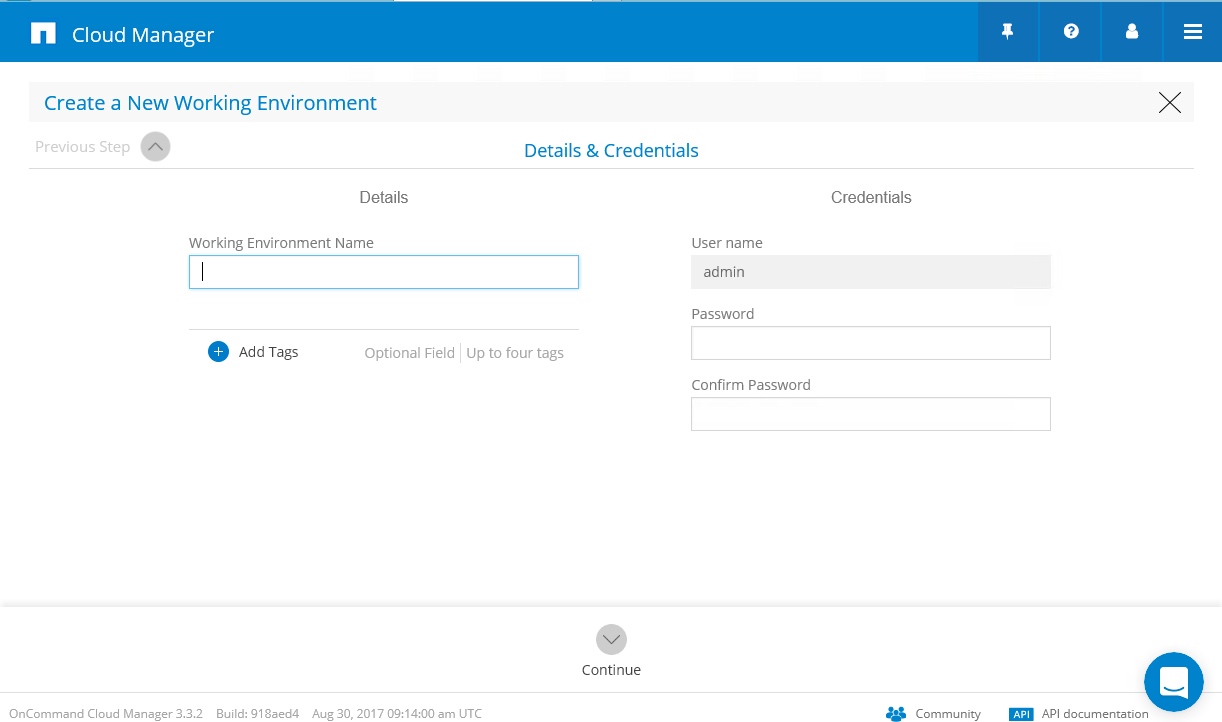 Cloud Manager
Create a New Working Environment
Previous Step
Details & Credentials
Details
Credentials
Working Environment Name
User name
admin
Password
Add Tags
Optional Field
Up to four tags
Confirm Password
Continue
OnCommand Cloud Manager 3.3.2 Build: 918aed4 Aug 30, 2017 09:14:00 am UTC
Community
API API documentation